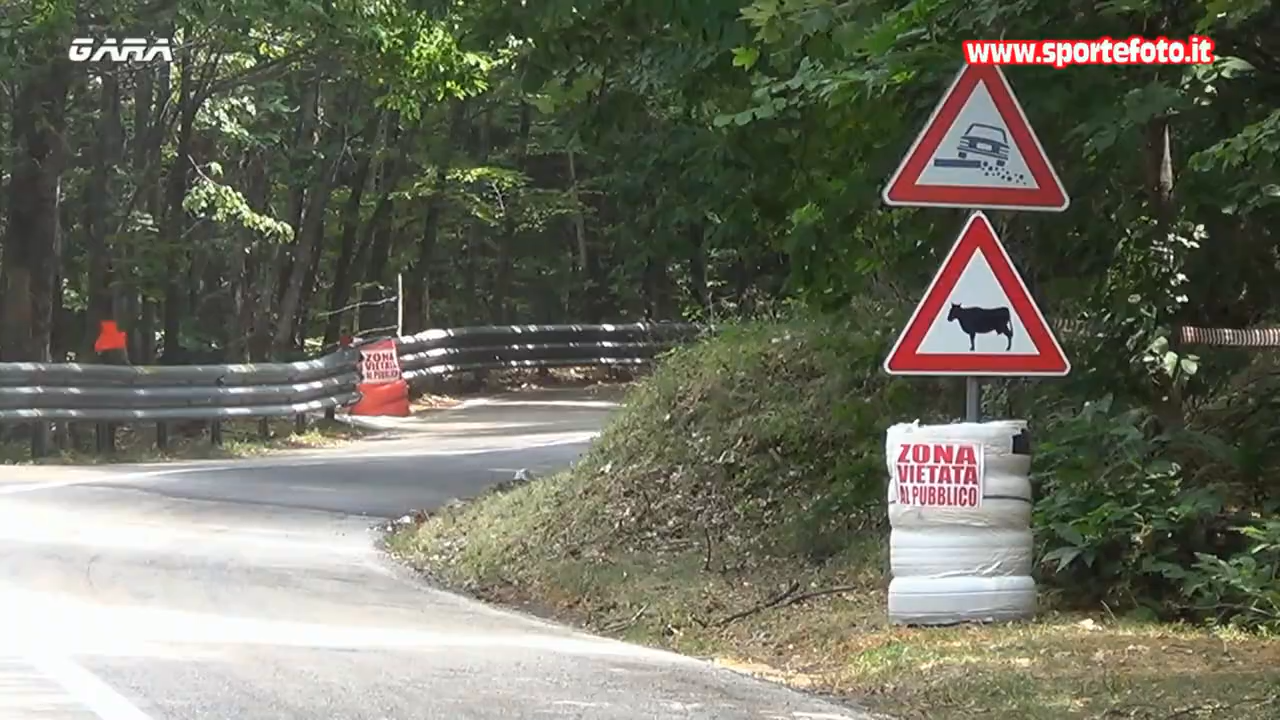 GARA
www.sportefoto.it
ZONA
VIETATA
AL PUBBLICO
ZONA
VIETATA
AL PUBBLICO